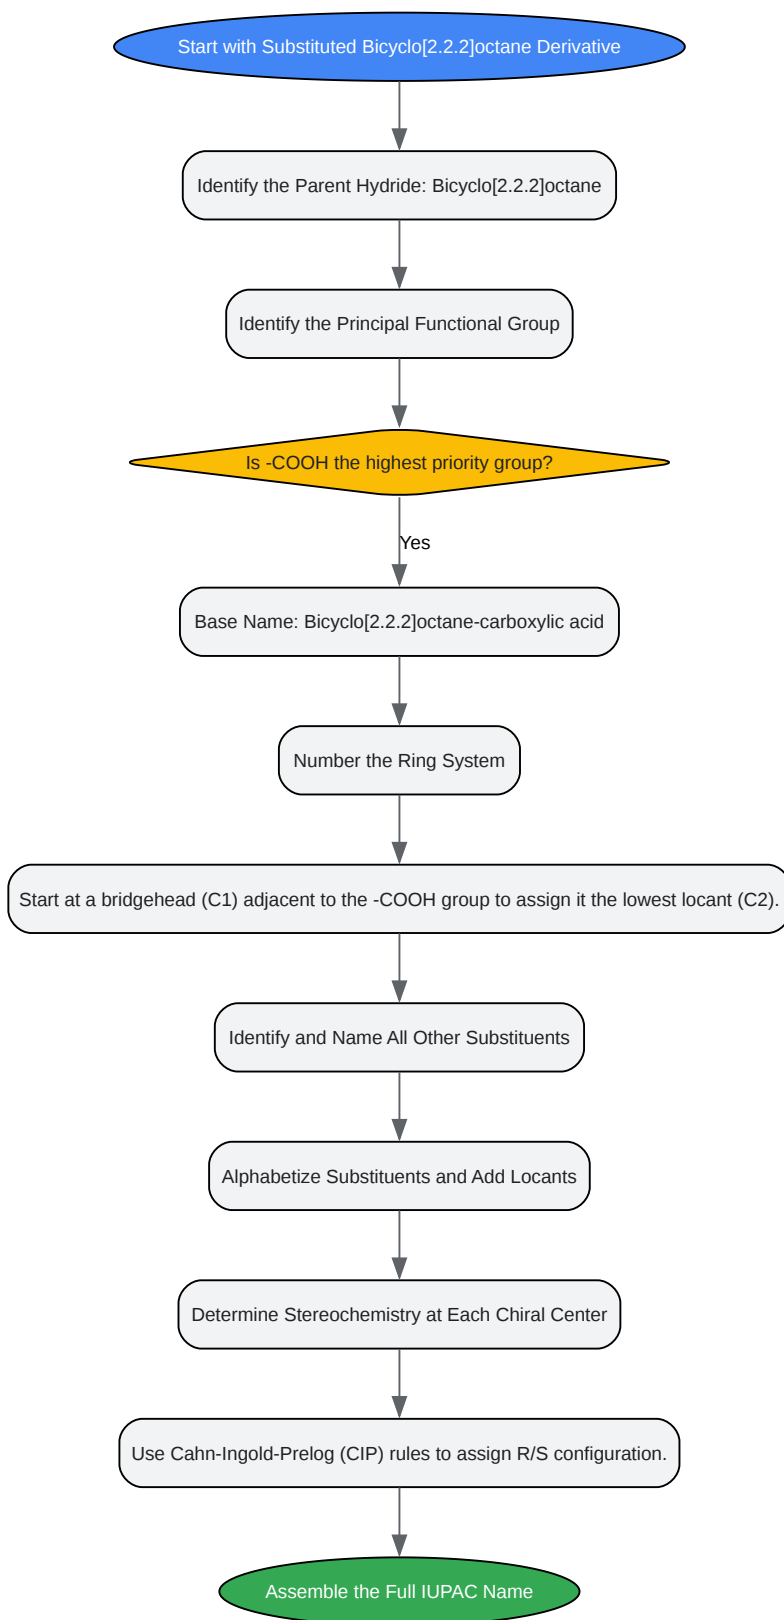 Start with Substituted Bicyclo[2.2.2]octane Derivative
Identify the Parent Hydride: Bicyclo[2.2.2]octane
Identify the Principal Functional Group
Is -COOH the highest priority group?
Yes
Base Name: Bicyclo[2.2.2]octane-carboxylic acid
Number the Ring System
Start at a bridgehead (C1) adjacent to the -COOH group to assign it the lowest locant (C2).
Identify and Name All Other Substituents
Alphabetize Substituents and Add Locants
Determine Stereochemistry at Each Chiral Center
Use Cahn-Ingold-Prelog (CIP) rules to assign R/S configuration.
Assemble the Full IUPAC Name